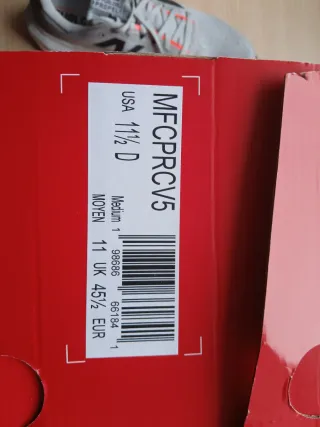 MFCPRCV5
USA 11½ D
Medium 1 98686 66184 1
MOYEN 11 UK 45½ EUR